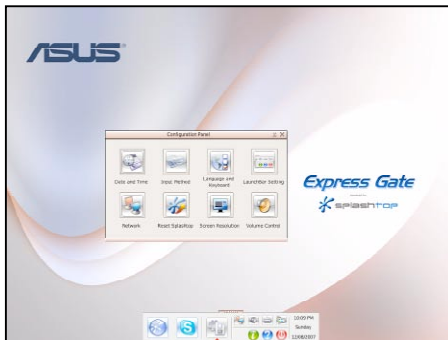 ASUS
Configuration Panel
Date and Time
Input Method
Language and
Keyboard
LaunchBar Setting
Network
Reset Splashtop
Screen Resolution
Volume Control
Express Gate
splashtop
10:09 PM
Sunday
12/08/2007